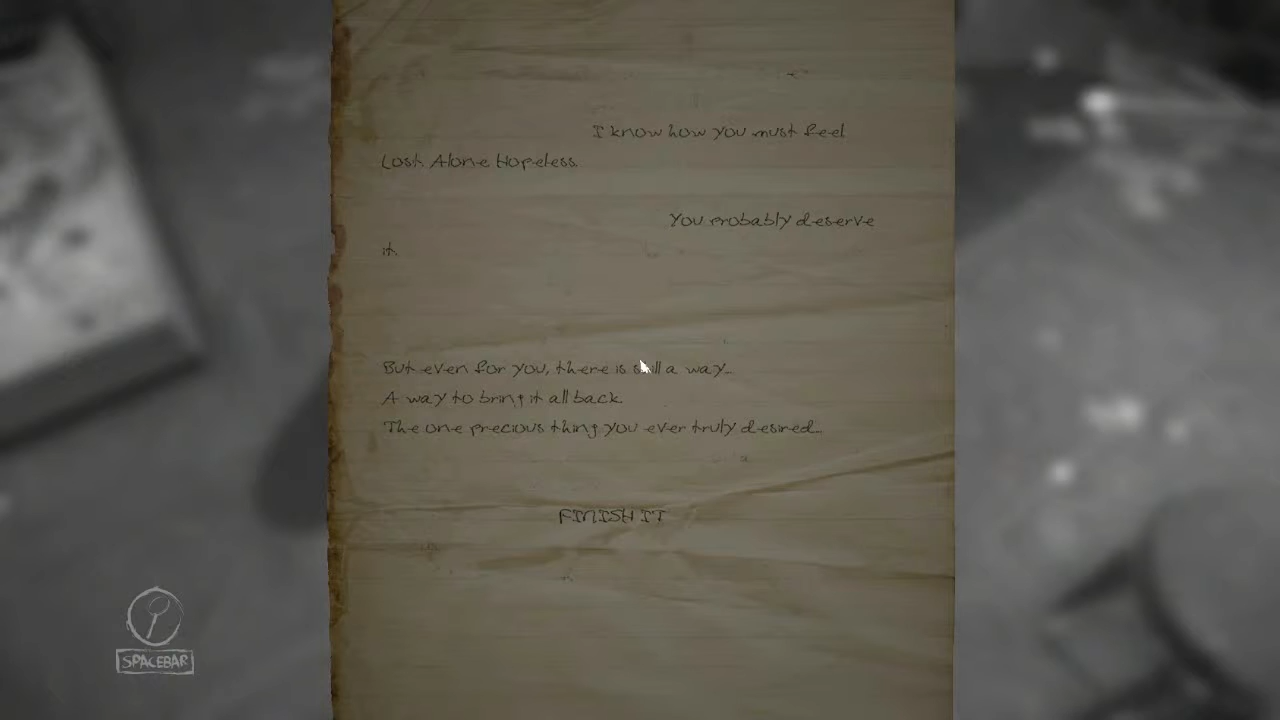 I know how you must feel
Lost. Alone. Hopeless.
You probably deserve
it.
But even for you, there is still a way...
A way to bring it all back.
The one precious thing you ever truly desired...
FINISH IT
SPACEBAR